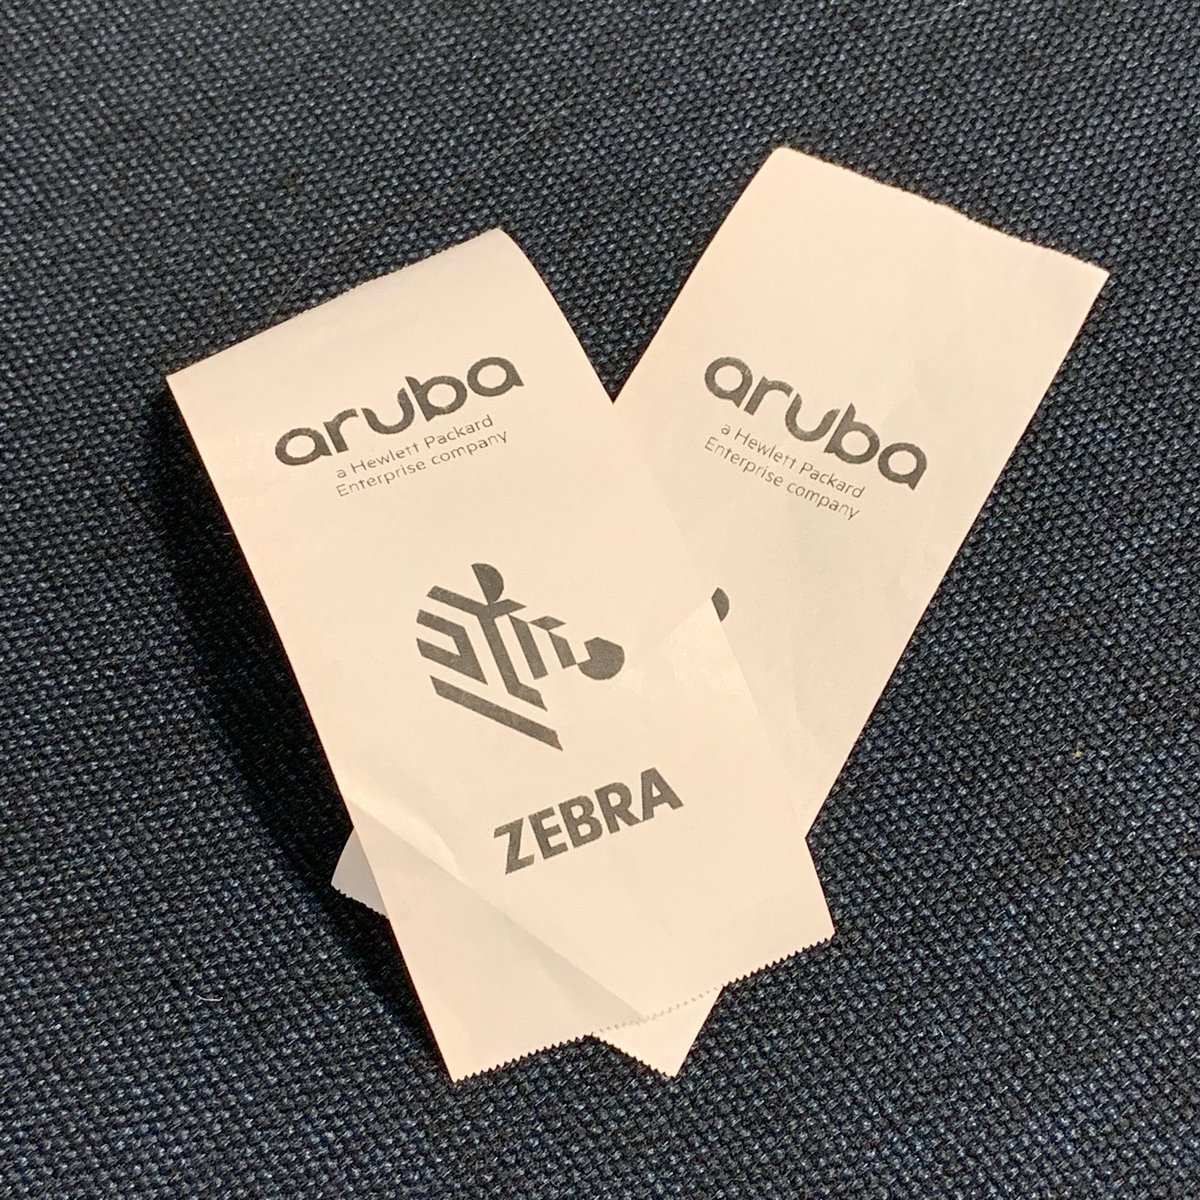 aruba
a Hewlett Packard
Enterprise company
ZEBRA
aruba
a Hewlett Packard
Enterprise company